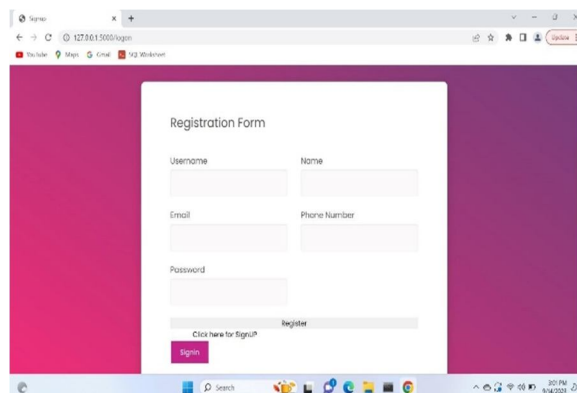 Signup
127.0.0.1:5000/logon
Update
YouTube Maps Gmail SQL Worksheet
Registration Form
Username Name
Email Phone Number
Password
Register
Click here for SignUP
Signin
Search
3:01 PM